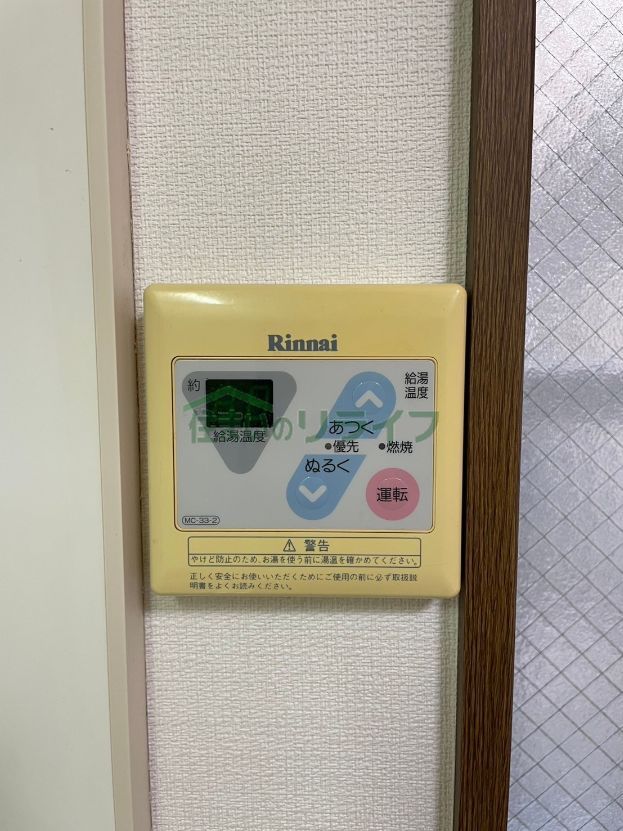 Rinnai
約
給湯
温度
住まいのリライフ
給湯温度
あつく
優先
燃焼
ぬるく
運転
MC-33-2
⚠ 警告
やけど防止のため、お湯を使う前に湯温を確かめてください。
正しく安全にお使いいただくためにご使用の前に必ず取扱説
明書をよくお読みください。